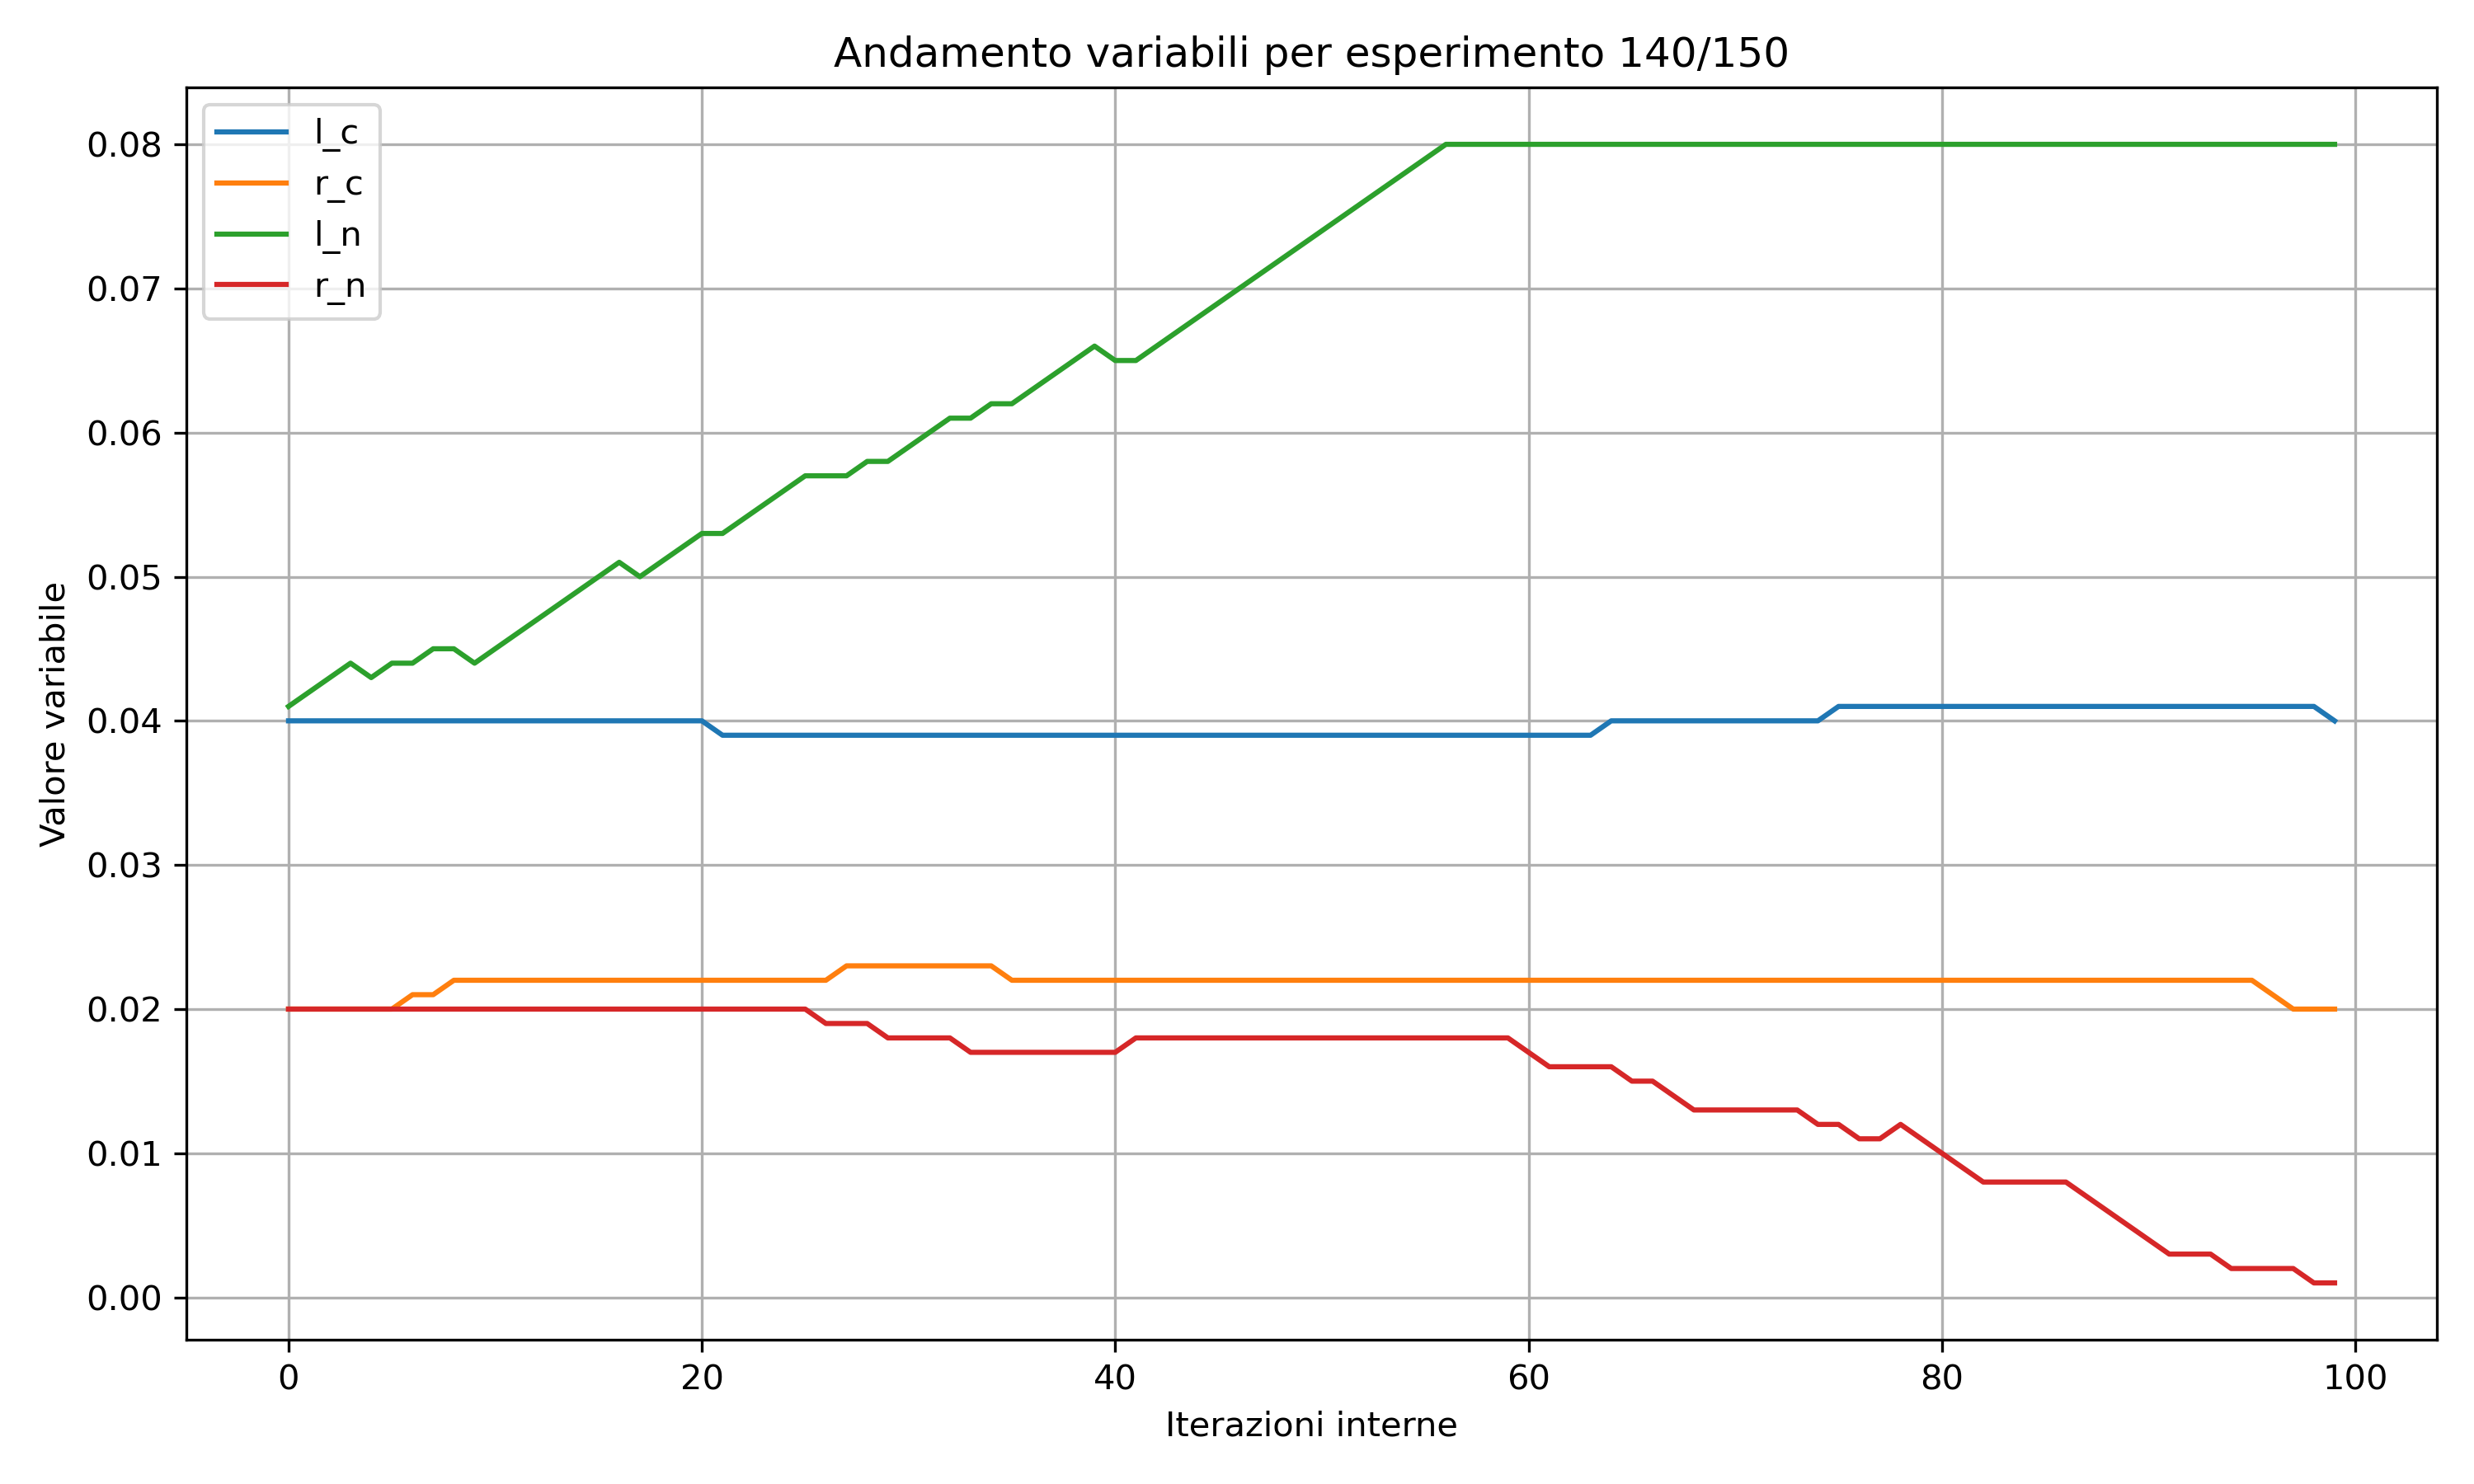 Andamento variabili per esperimento 140/150
l_c
r_c
l_n
r_n
Valore variabile
0.08
0.07
0.06
0.05
0.04
0.03
0.02
0.01
0.00
0 20 40 60 80 100
Iterazioni interne